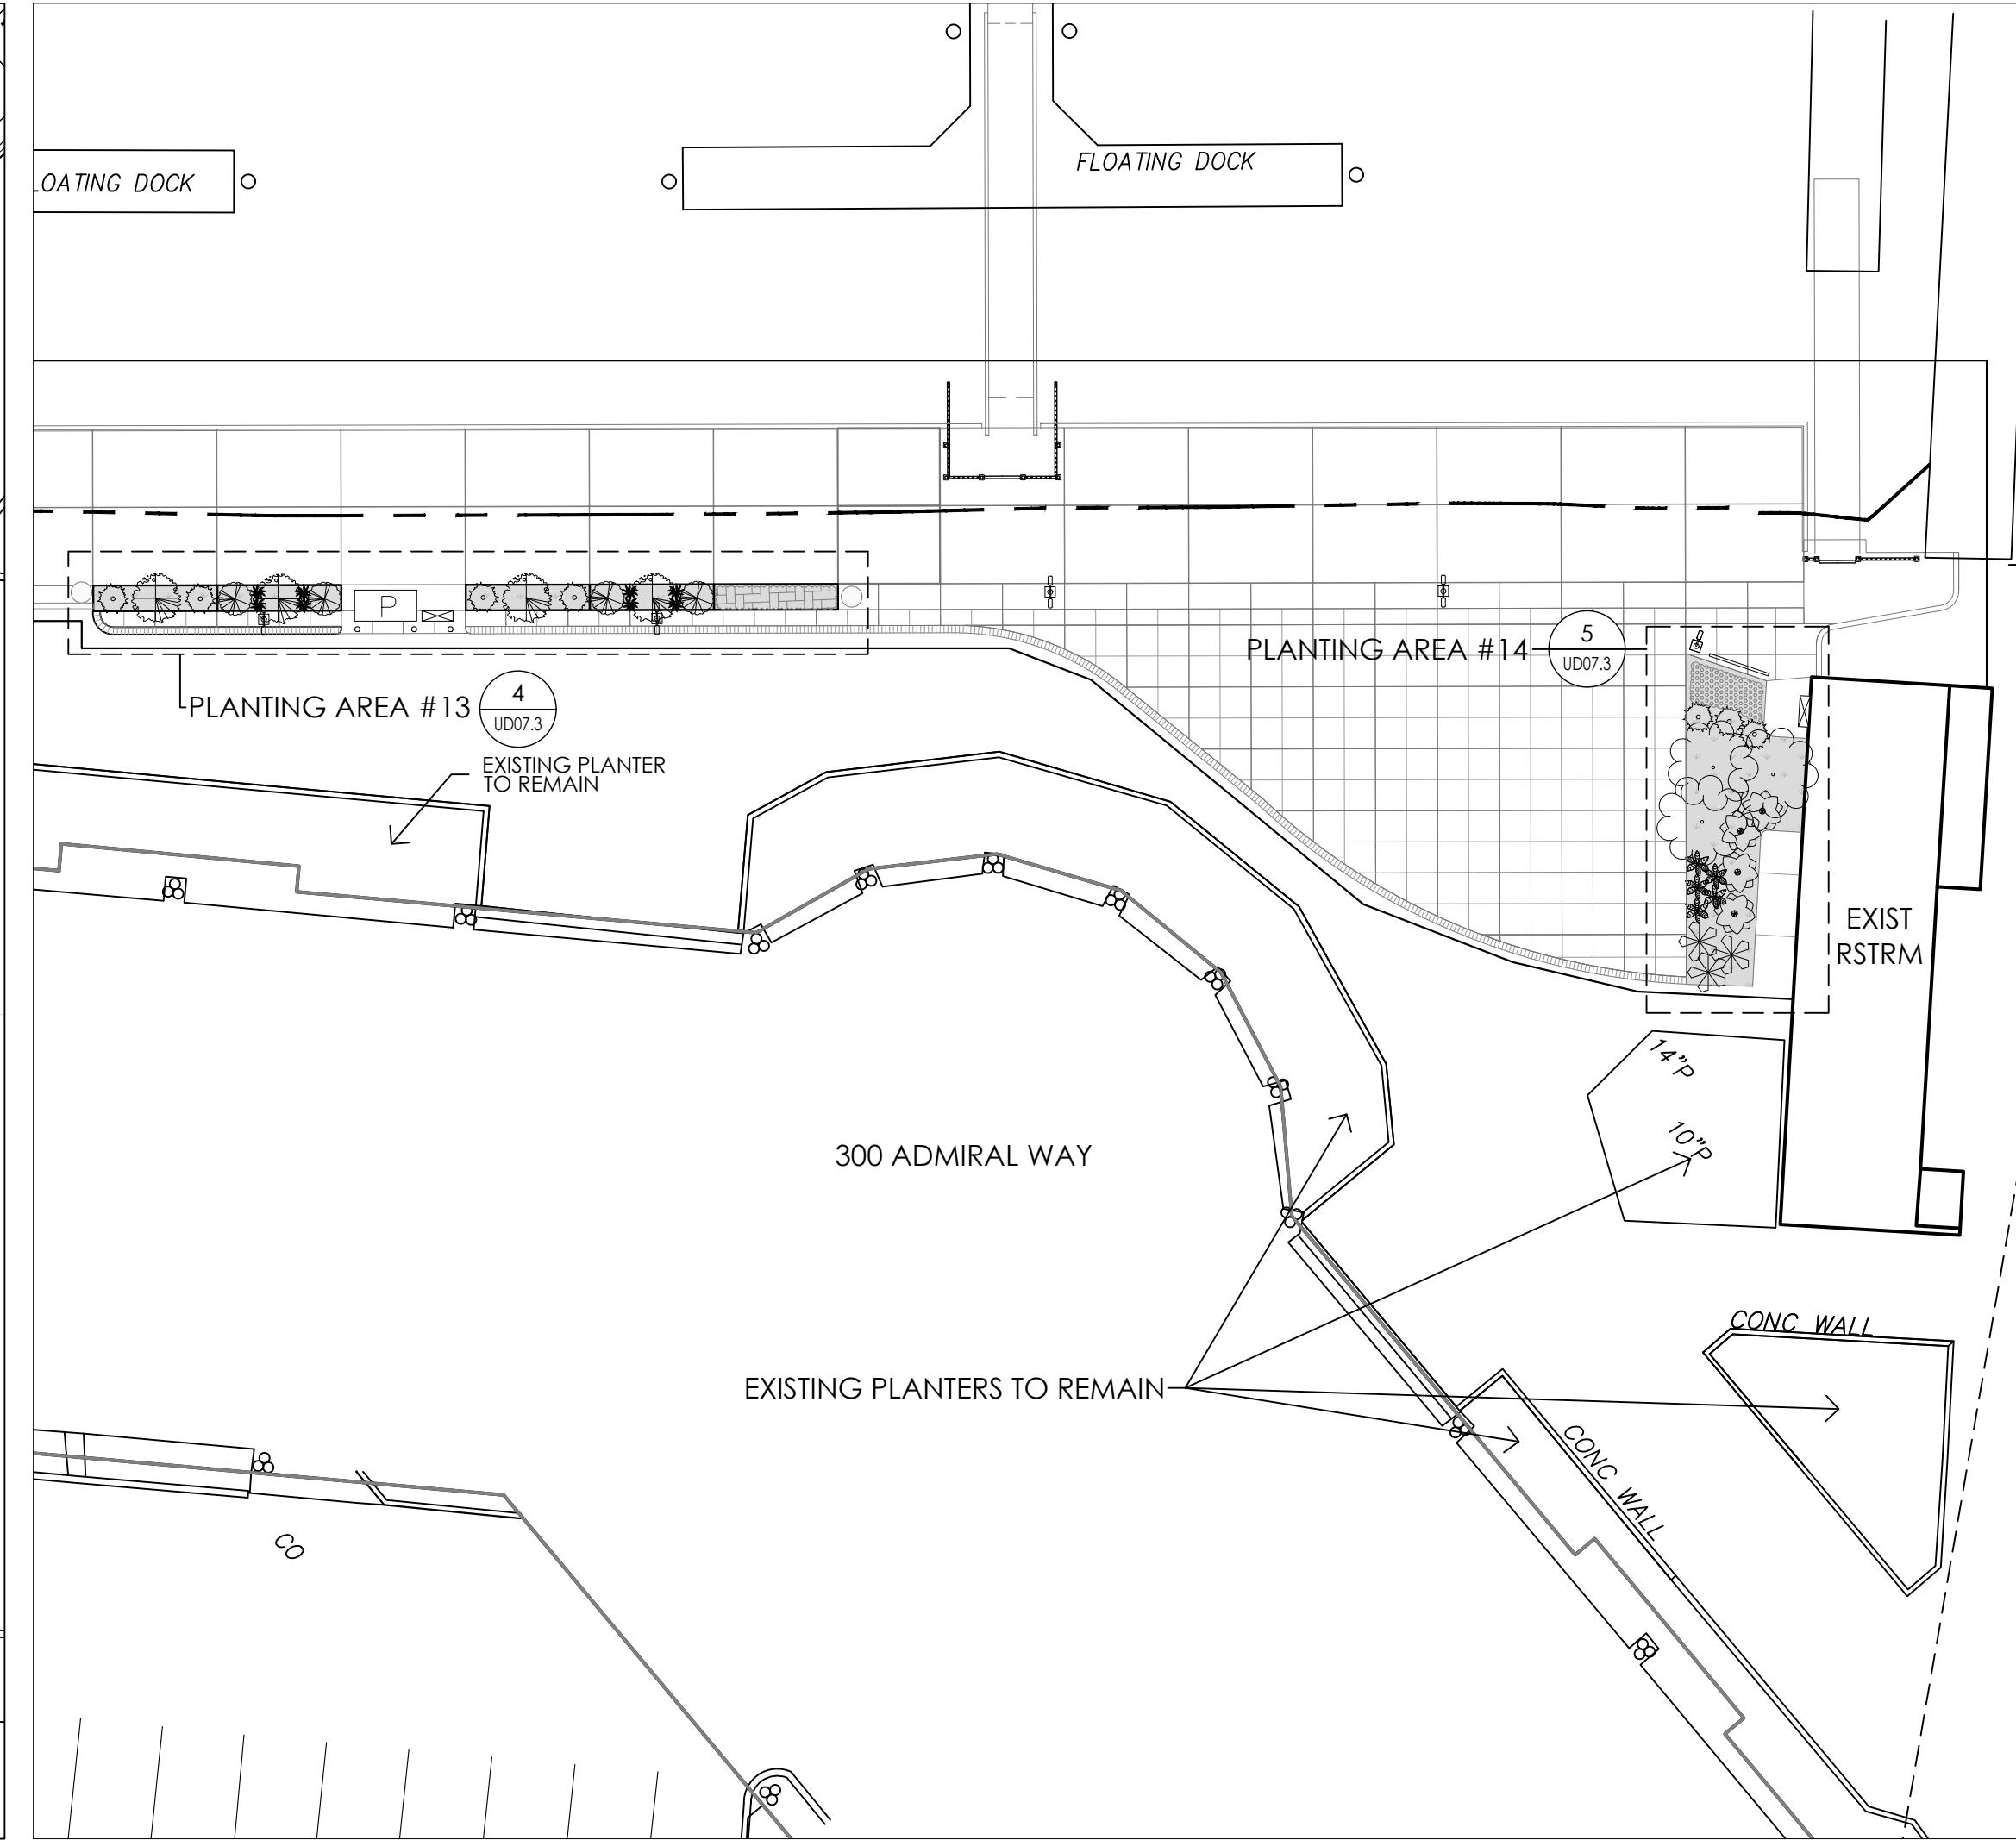 LOATING DOCK
FLOATING DOCK
P
PLANTING AREA #13
4
UD07.3
PLANTING AREA #14
5
UD07.3
EXISTING PLANTER
TO REMAIN
EXIST
RSTRM
14"P
10"P
300 ADMIRAL WAY
CONC WALL
EXISTING PLANTERS TO REMAIN
CONC WALL
CO